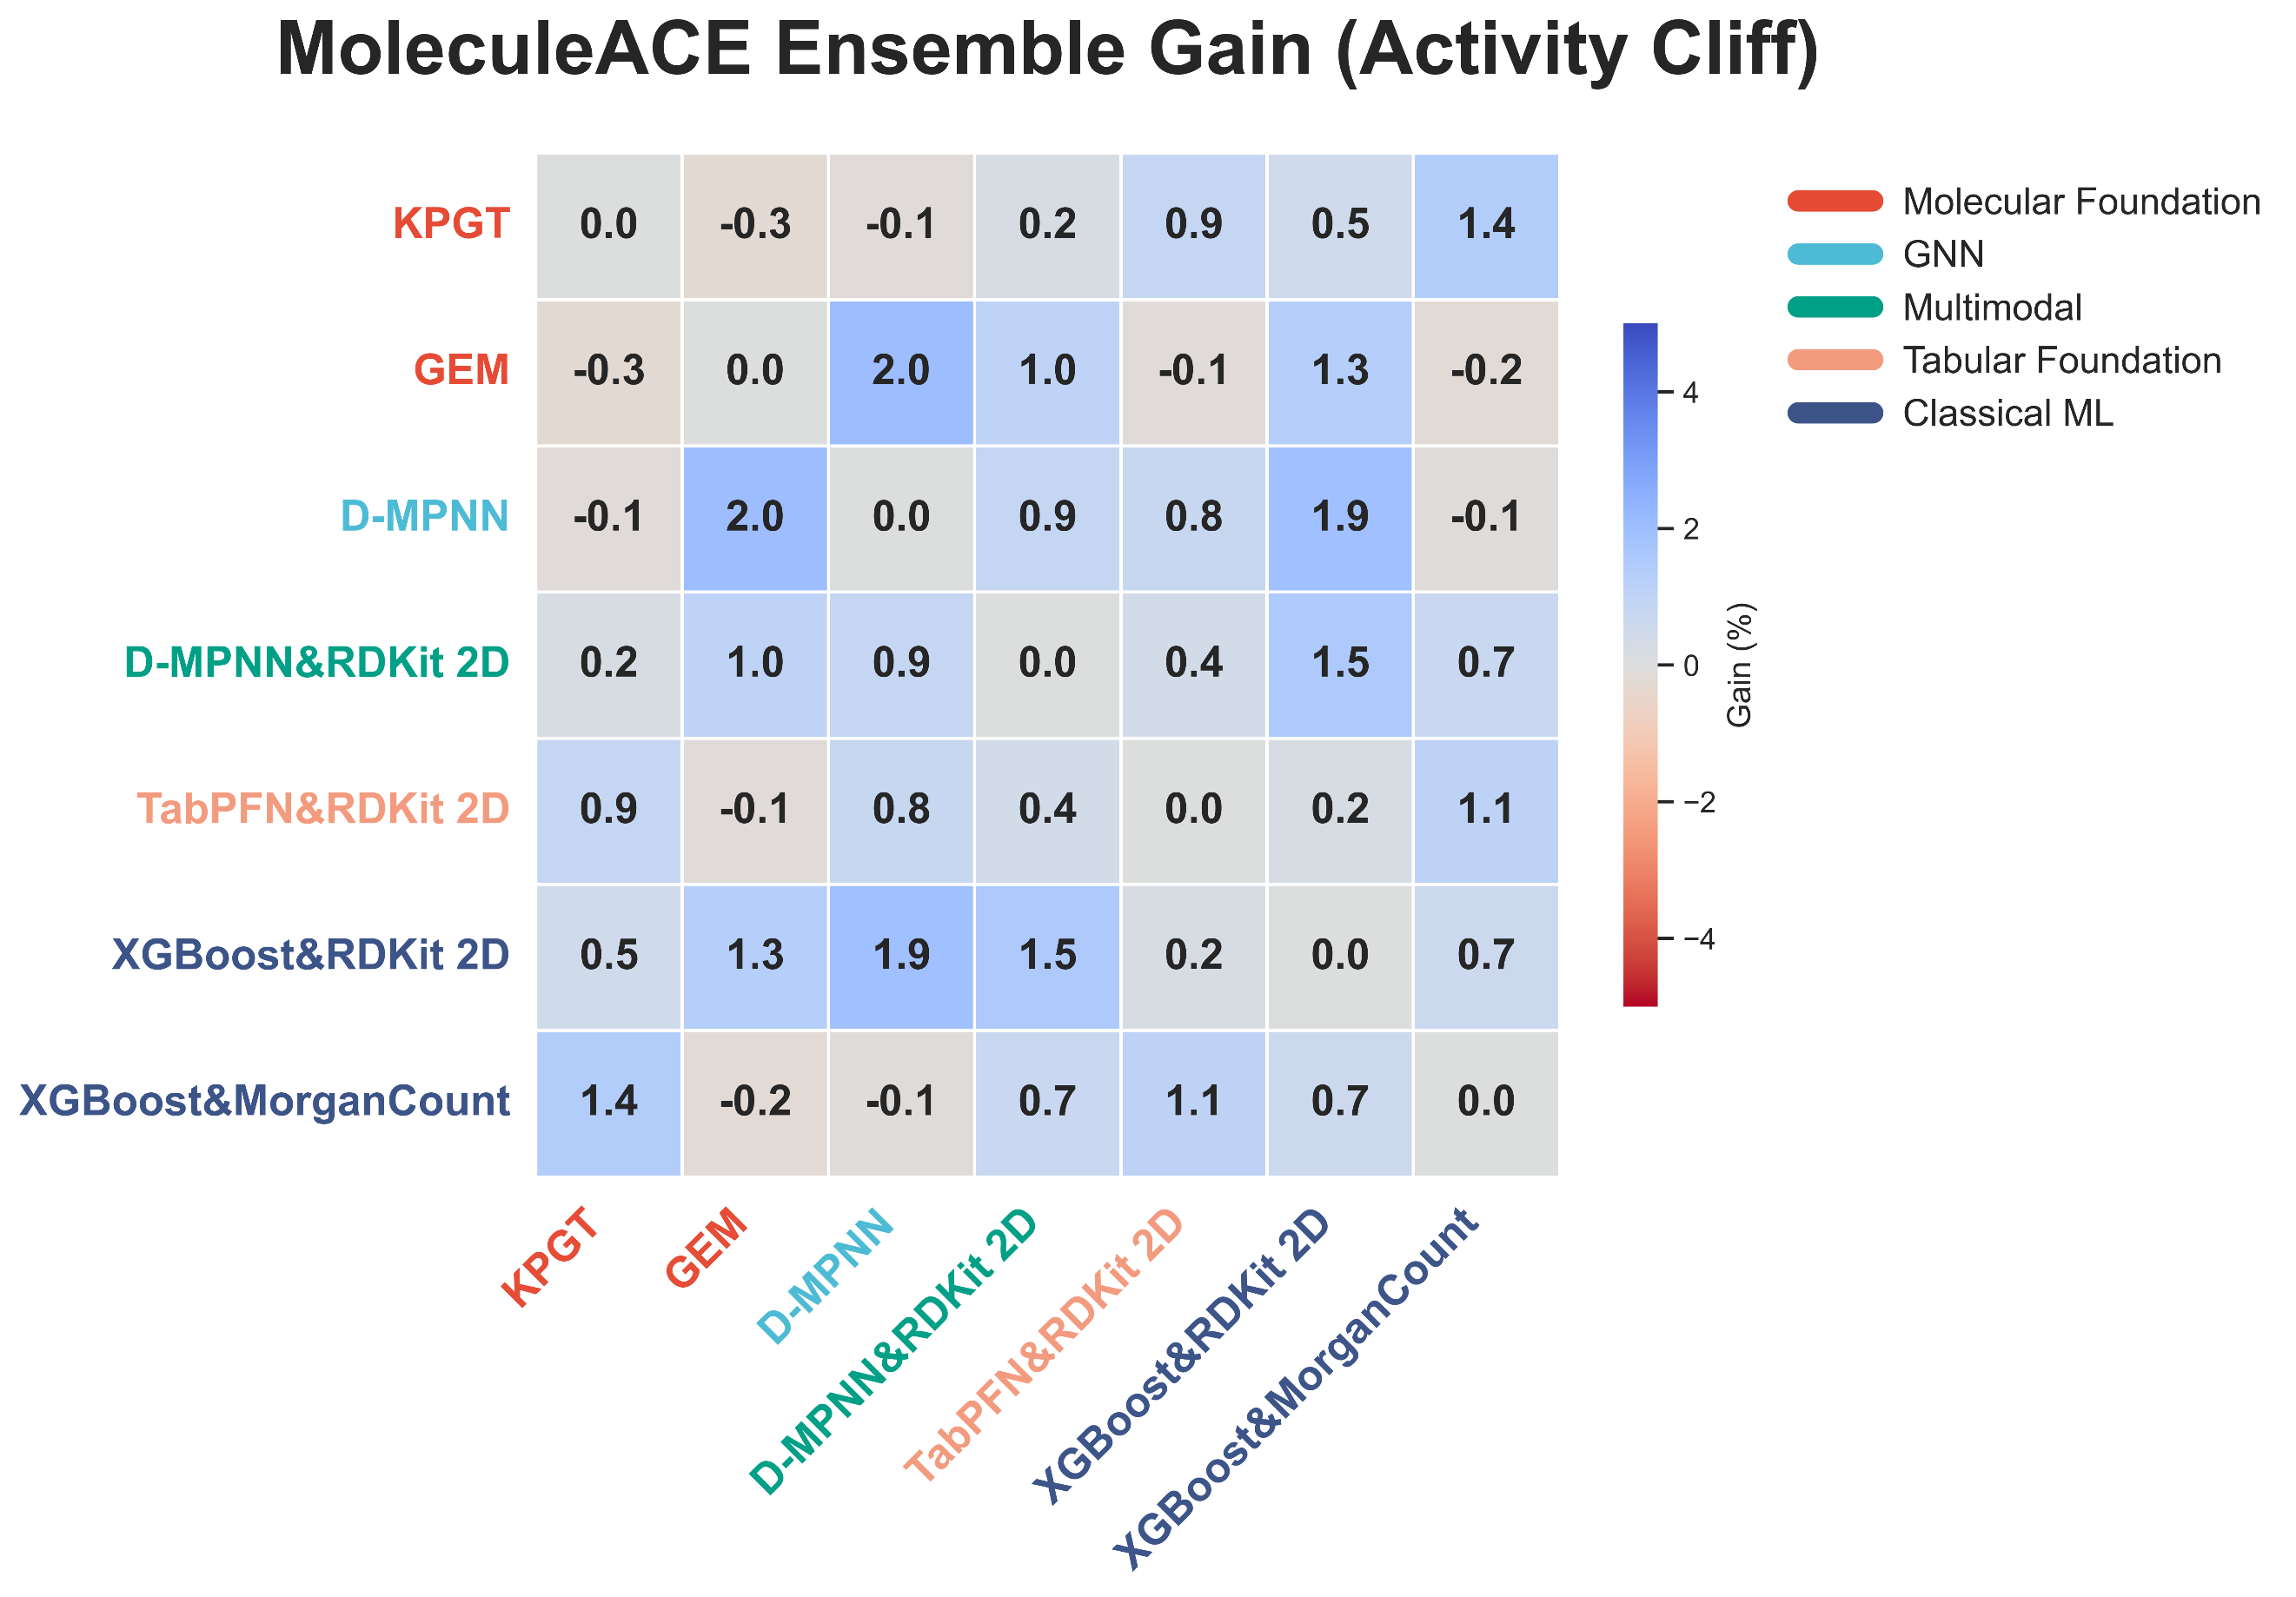 MoleculeACE Ensemble Gain (Activity Cliff)
KPGT 0.0 -0.3 -0.1 0.2 0.9 0.5 1.4
GEM -0.3 0.0 2.0 1.0 -0.1 1.3 -0.2
D-MPNN -0.1 2.0 0.0 0.9 0.8 1.9 -0.1
D-MPNN&RDKit 2D 0.2 1.0 0.9 0.0 0.4 1.5 0.7
TabPFN&RDKit 2D 0.9 -0.1 0.8 0.4 0.0 0.2 1.1
XGBoost&RDKit 2D 0.5 1.3 1.9 1.5 0.2 0.0 0.7
XGBoost&MorganCount 1.4 -0.2 -0.1 0.7 1.1 0.7 0.0
KPGT
GEM
D-MPNN
D-MPNN&RDKit 2D
TabPFN&RDKit 2D
XGBoost&RDKit 2D
XGBoost&MorganCount
4
2
0
−2
−4
Gain (%)
Molecular Foundation
GNN
Multimodal
Tabular Foundation
Classical ML